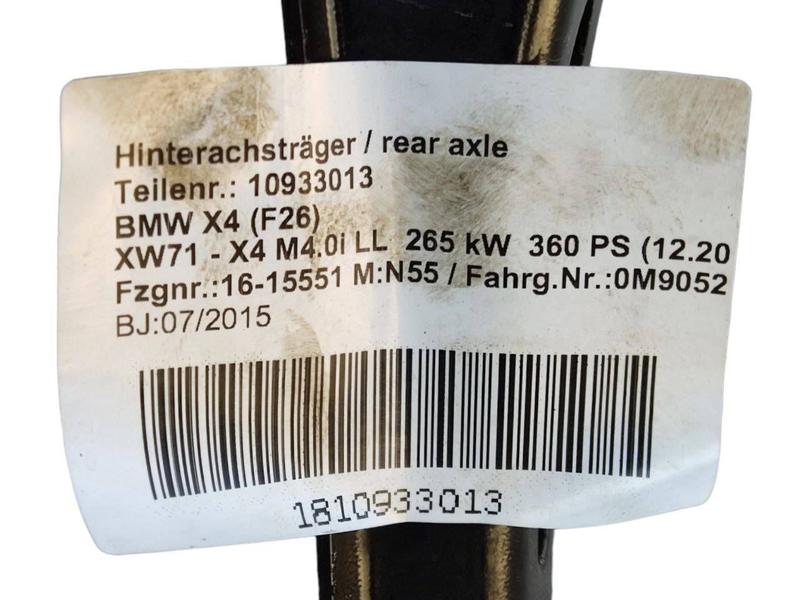 Hinterachsträger / rear axle
Teilenr.: 10933013
BMW X4 (F26)
XW71 - X4 M4.0i LL 265 kW 360 PS (12.20
Fzgnr.:16-15551 M:N55 / Fahrg.Nr.:0M9052
BJ:07/2015
1810933013